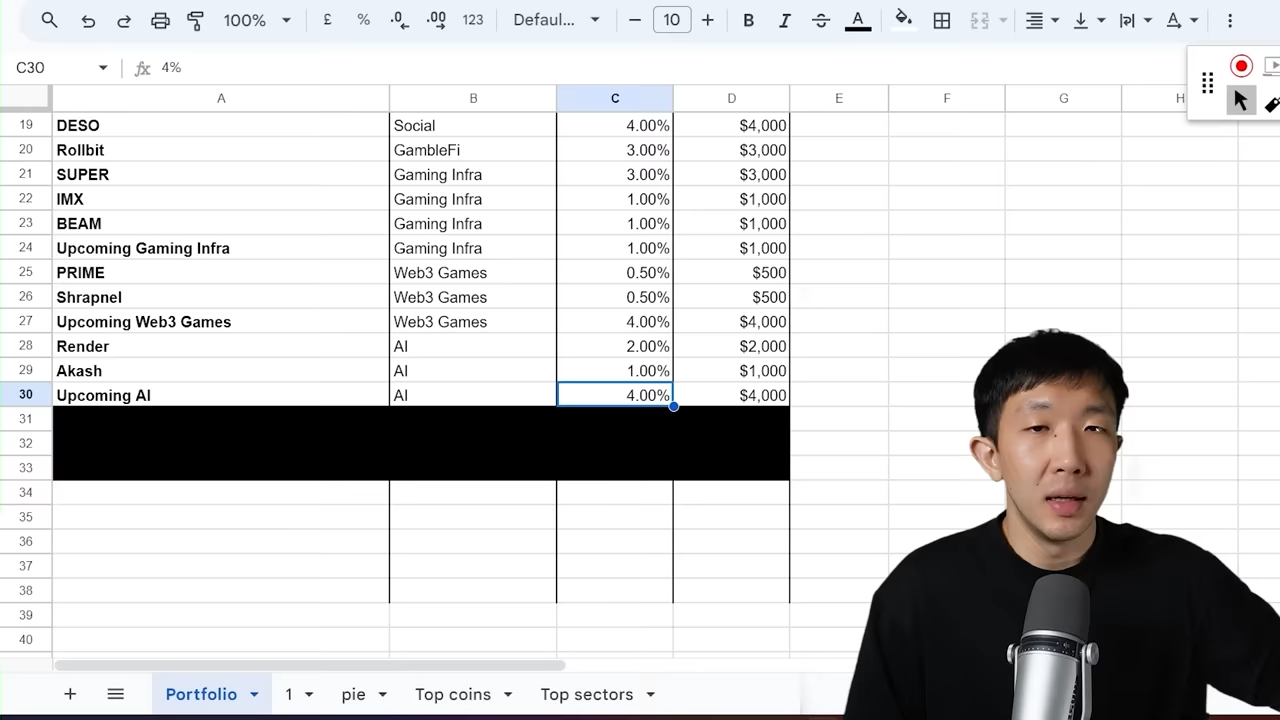 100% £ % .0 .00 123 Defaul... 10 B I A A
C30 fx 4%
A B C D E F G H
19 DESO Social 4.00% $4,000
20 Rollbit GambleFi 3.00% $3,000
21 SUPER Gaming Infra 3.00% $3,000
22 IMX Gaming Infra 1.00% $1,000
23 BEAM Gaming Infra 1.00% $1,000
24 Upcoming Gaming Infra Gaming Infra 1.00% $1,000
25 PRIME Web3 Games 0.50% $500
26 Shrapnel Web3 Games 0.50% $500
27 Upcoming Web3 Games Web3 Games 4.00% $4,000
28 Render AI 2.00% $2,000
29 Akash AI 1.00% $1,000
30 Upcoming AI AI 4.00% $4,000
31
32
33
34
35
36
37
38
39
40
Portfolio 1 pie Top coins Top sectors